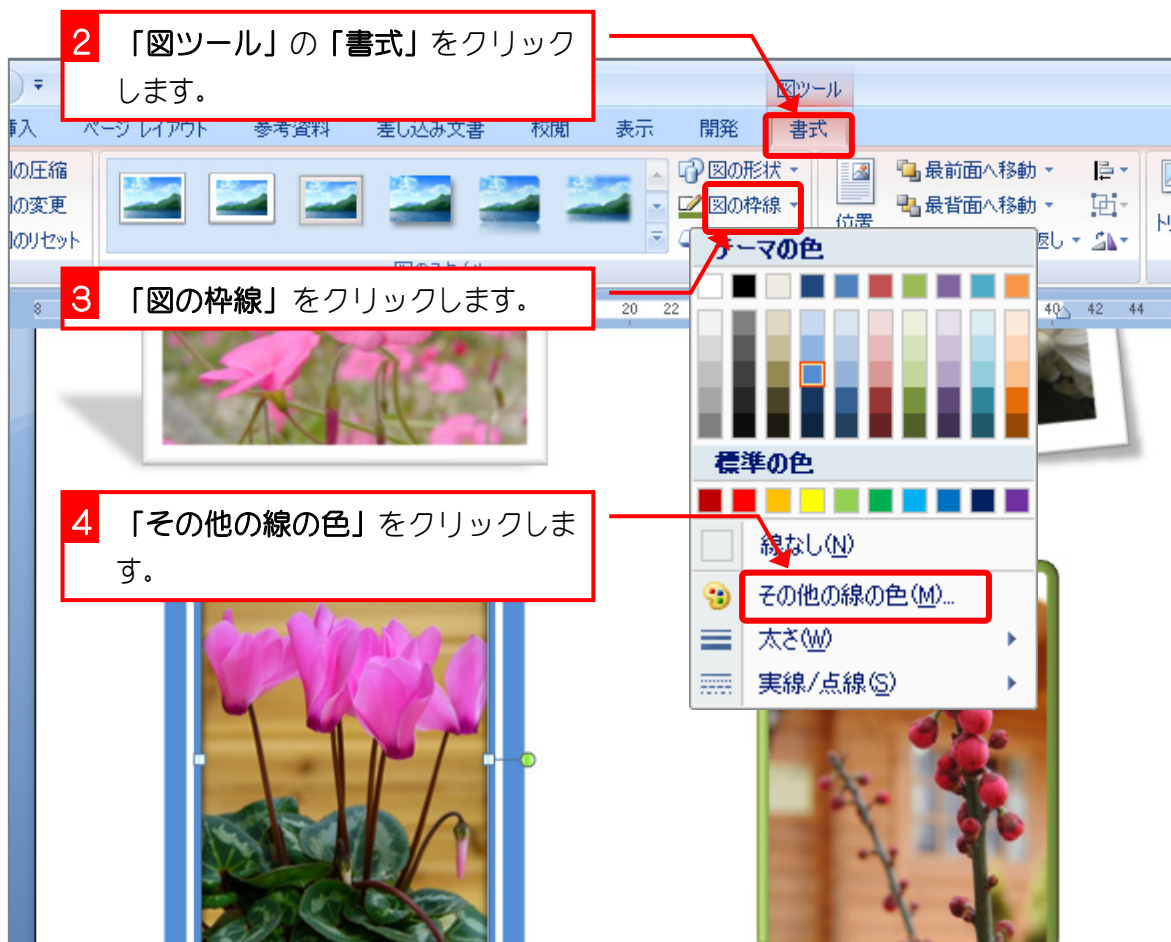 2 「図ツール」の「書式」をクリック
します。
図ツール
ページ レイアウト 参考資料 差し込み文書 校閲 表示 開発 書式
の圧縮
の変更
のリセット
図の形状
図の枠線
位置
最前面へ移動
最背面へ移動
3 「図の枠線」をクリックします。
8 20 22 40 42 44
テーマの色
標準の色
4 「その他の線の色」をクリックしま
す。
線なし(N)
その他の線の色(M)...
太さ(W)
実線/点線(S)